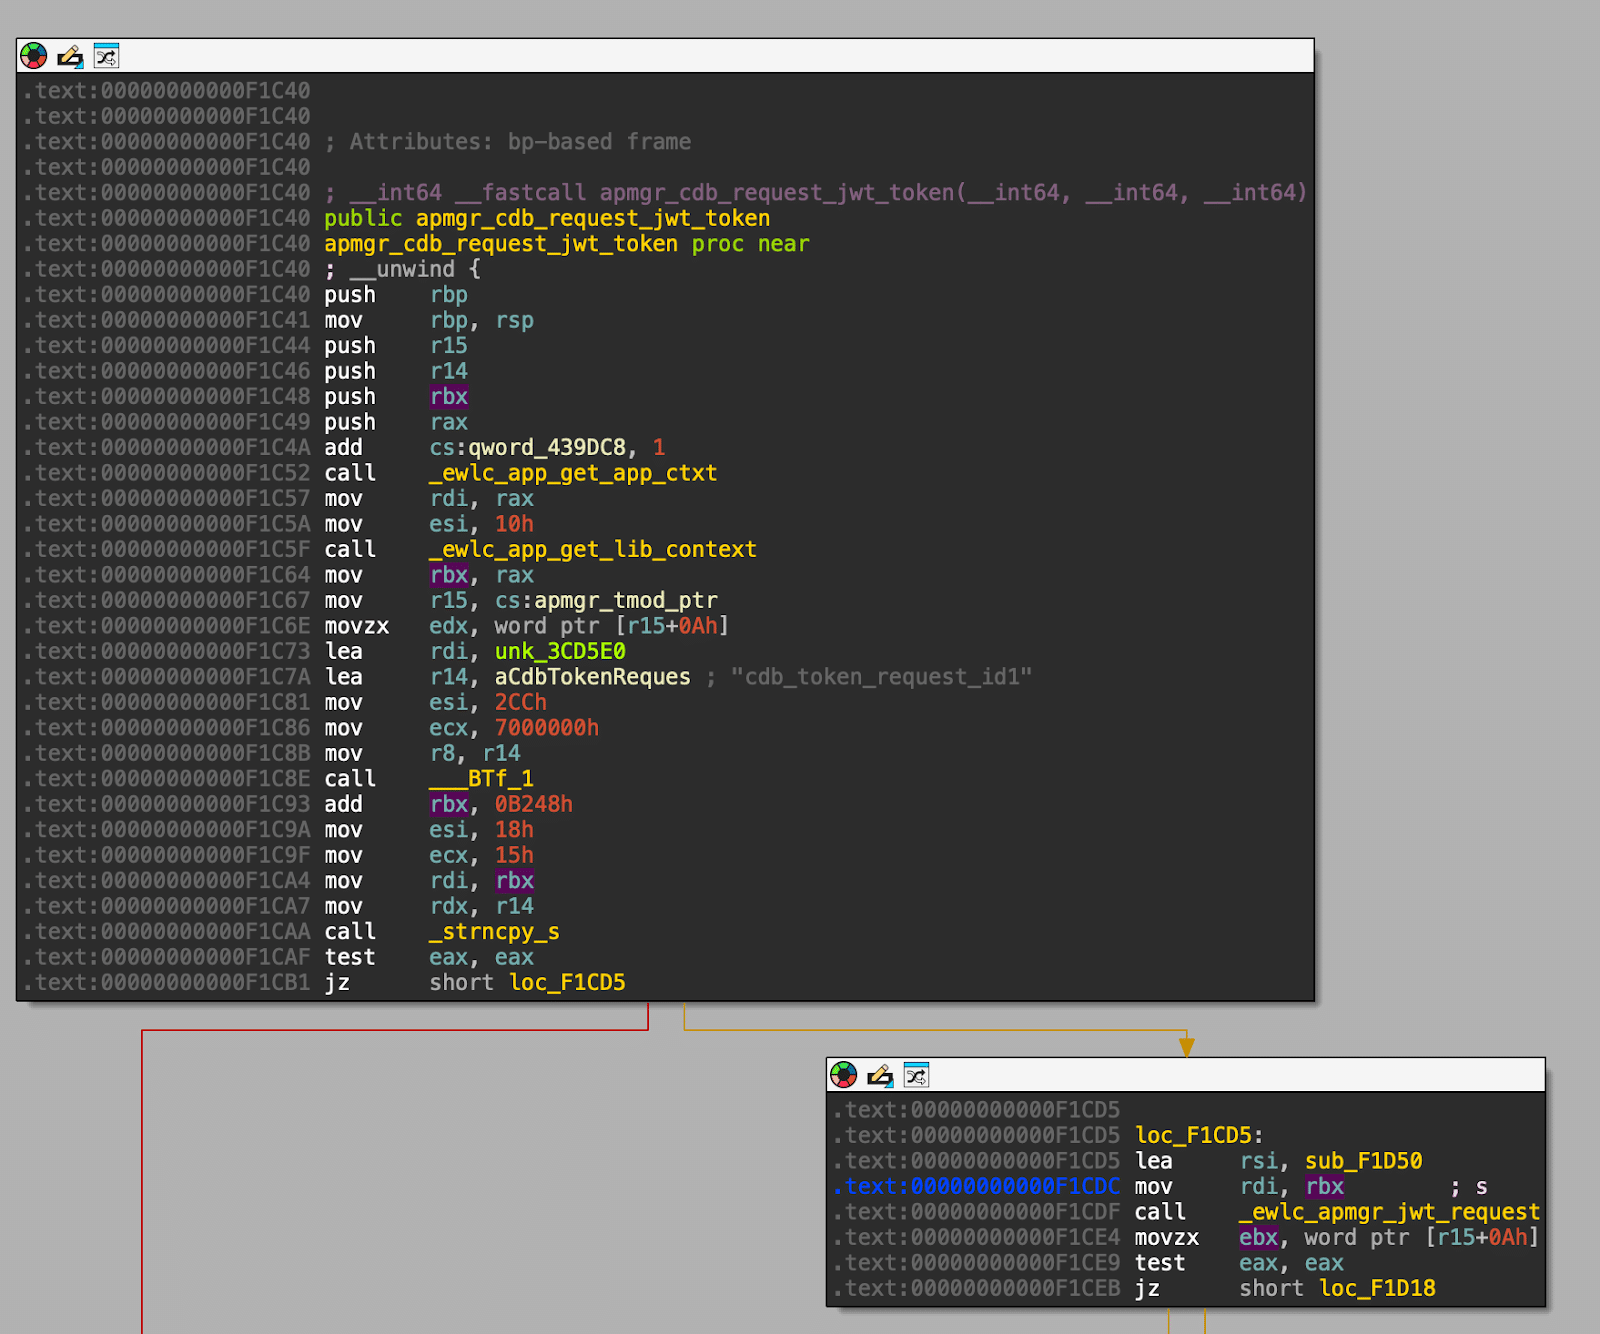 .text:00000000000F1C40
.text:00000000000F1C40
.text:00000000000F1C40 ; Attributes: bp-based frame
.text:00000000000F1C40
.text:00000000000F1C40 ; __int64 __fastcall apmgr_cdb_request_jwt_token(__int64, __int64, __int64)
.text:00000000000F1C40 public apmgr_cdb_request_jwt_token
.text:00000000000F1C40 apmgr_cdb_request_jwt_token proc near
.text:00000000000F1C40 ; __unwind {
.text:00000000000F1C40 push rbp
.text:00000000000F1C41 mov rbp, rsp
.text:00000000000F1C44 push r15
.text:00000000000F1C46 push r14
.text:00000000000F1C48 push rbx
.text:00000000000F1C49 push rax
.text:00000000000F1C4A add cs:qword_439DC8, 1
.text:00000000000F1C52 call _ewlc_app_get_app_ctxt
.text:00000000000F1C57 mov rdi, rax
.text:00000000000F1C5A mov esi, 10h
.text:00000000000F1C5F call _ewlc_app_get_lib_context
.text:00000000000F1C64 mov rbx, rax
.text:00000000000F1C67 mov r15, cs:apmgr_tmod_ptr
.text:00000000000F1C6E movzx edx, word ptr [r15+0Ah]
.text:00000000000F1C73 lea rdi, unk_3CD5E0
.text:00000000000F1C7A lea r14, aCdbTokenReques ; "cdb_token_request_id1"
.text:00000000000F1C81 mov esi, 2CCh
.text:00000000000F1C86 mov ecx, 7000000h
.text:00000000000F1C8B mov r8, r14
.text:00000000000F1C8E call ___BTf_1
.text:00000000000F1C93 add rbx, 0B248h
.text:00000000000F1C9A mov esi, 18h
.text:00000000000F1C9F mov ecx, 15h
.text:00000000000F1CA4 mov rdi, rbx
.text:00000000000F1CA7 mov rdx, r14
.text:00000000000F1CAA call _strncpy_s
.text:00000000000F1CAF test eax, eax
.text:00000000000F1CB1 jz short loc_F1CD5
.text:00000000000F1CD5
.text:00000000000F1CD5 loc_F1CD5:
.text:00000000000F1CD5 lea rsi, sub_F1D50
.text:00000000000F1CDC mov rdi, rbx ; s
.text:00000000000F1CDF call _ewlc_apmgr_jwt_request
.text:00000000000F1CE4 movzx ebx, word ptr [r15+0Ah]
.text:00000000000F1CE9 test eax, eax
.text:00000000000F1CEB jz short loc_F1D18